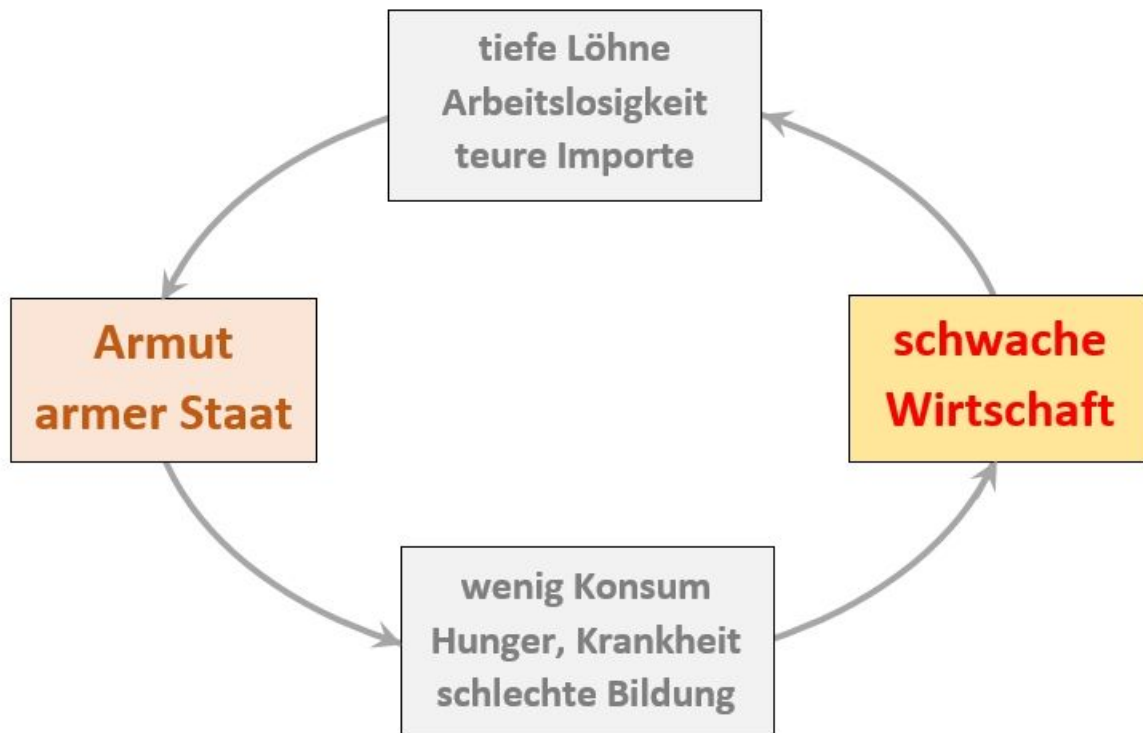 tiefe Löhne
Arbeitslosigkeit
teure Importe
Armut
armer Staat
schwache
Wirtschaft
wenig Konsum
Hunger, Krankheit
schlechte Bildung